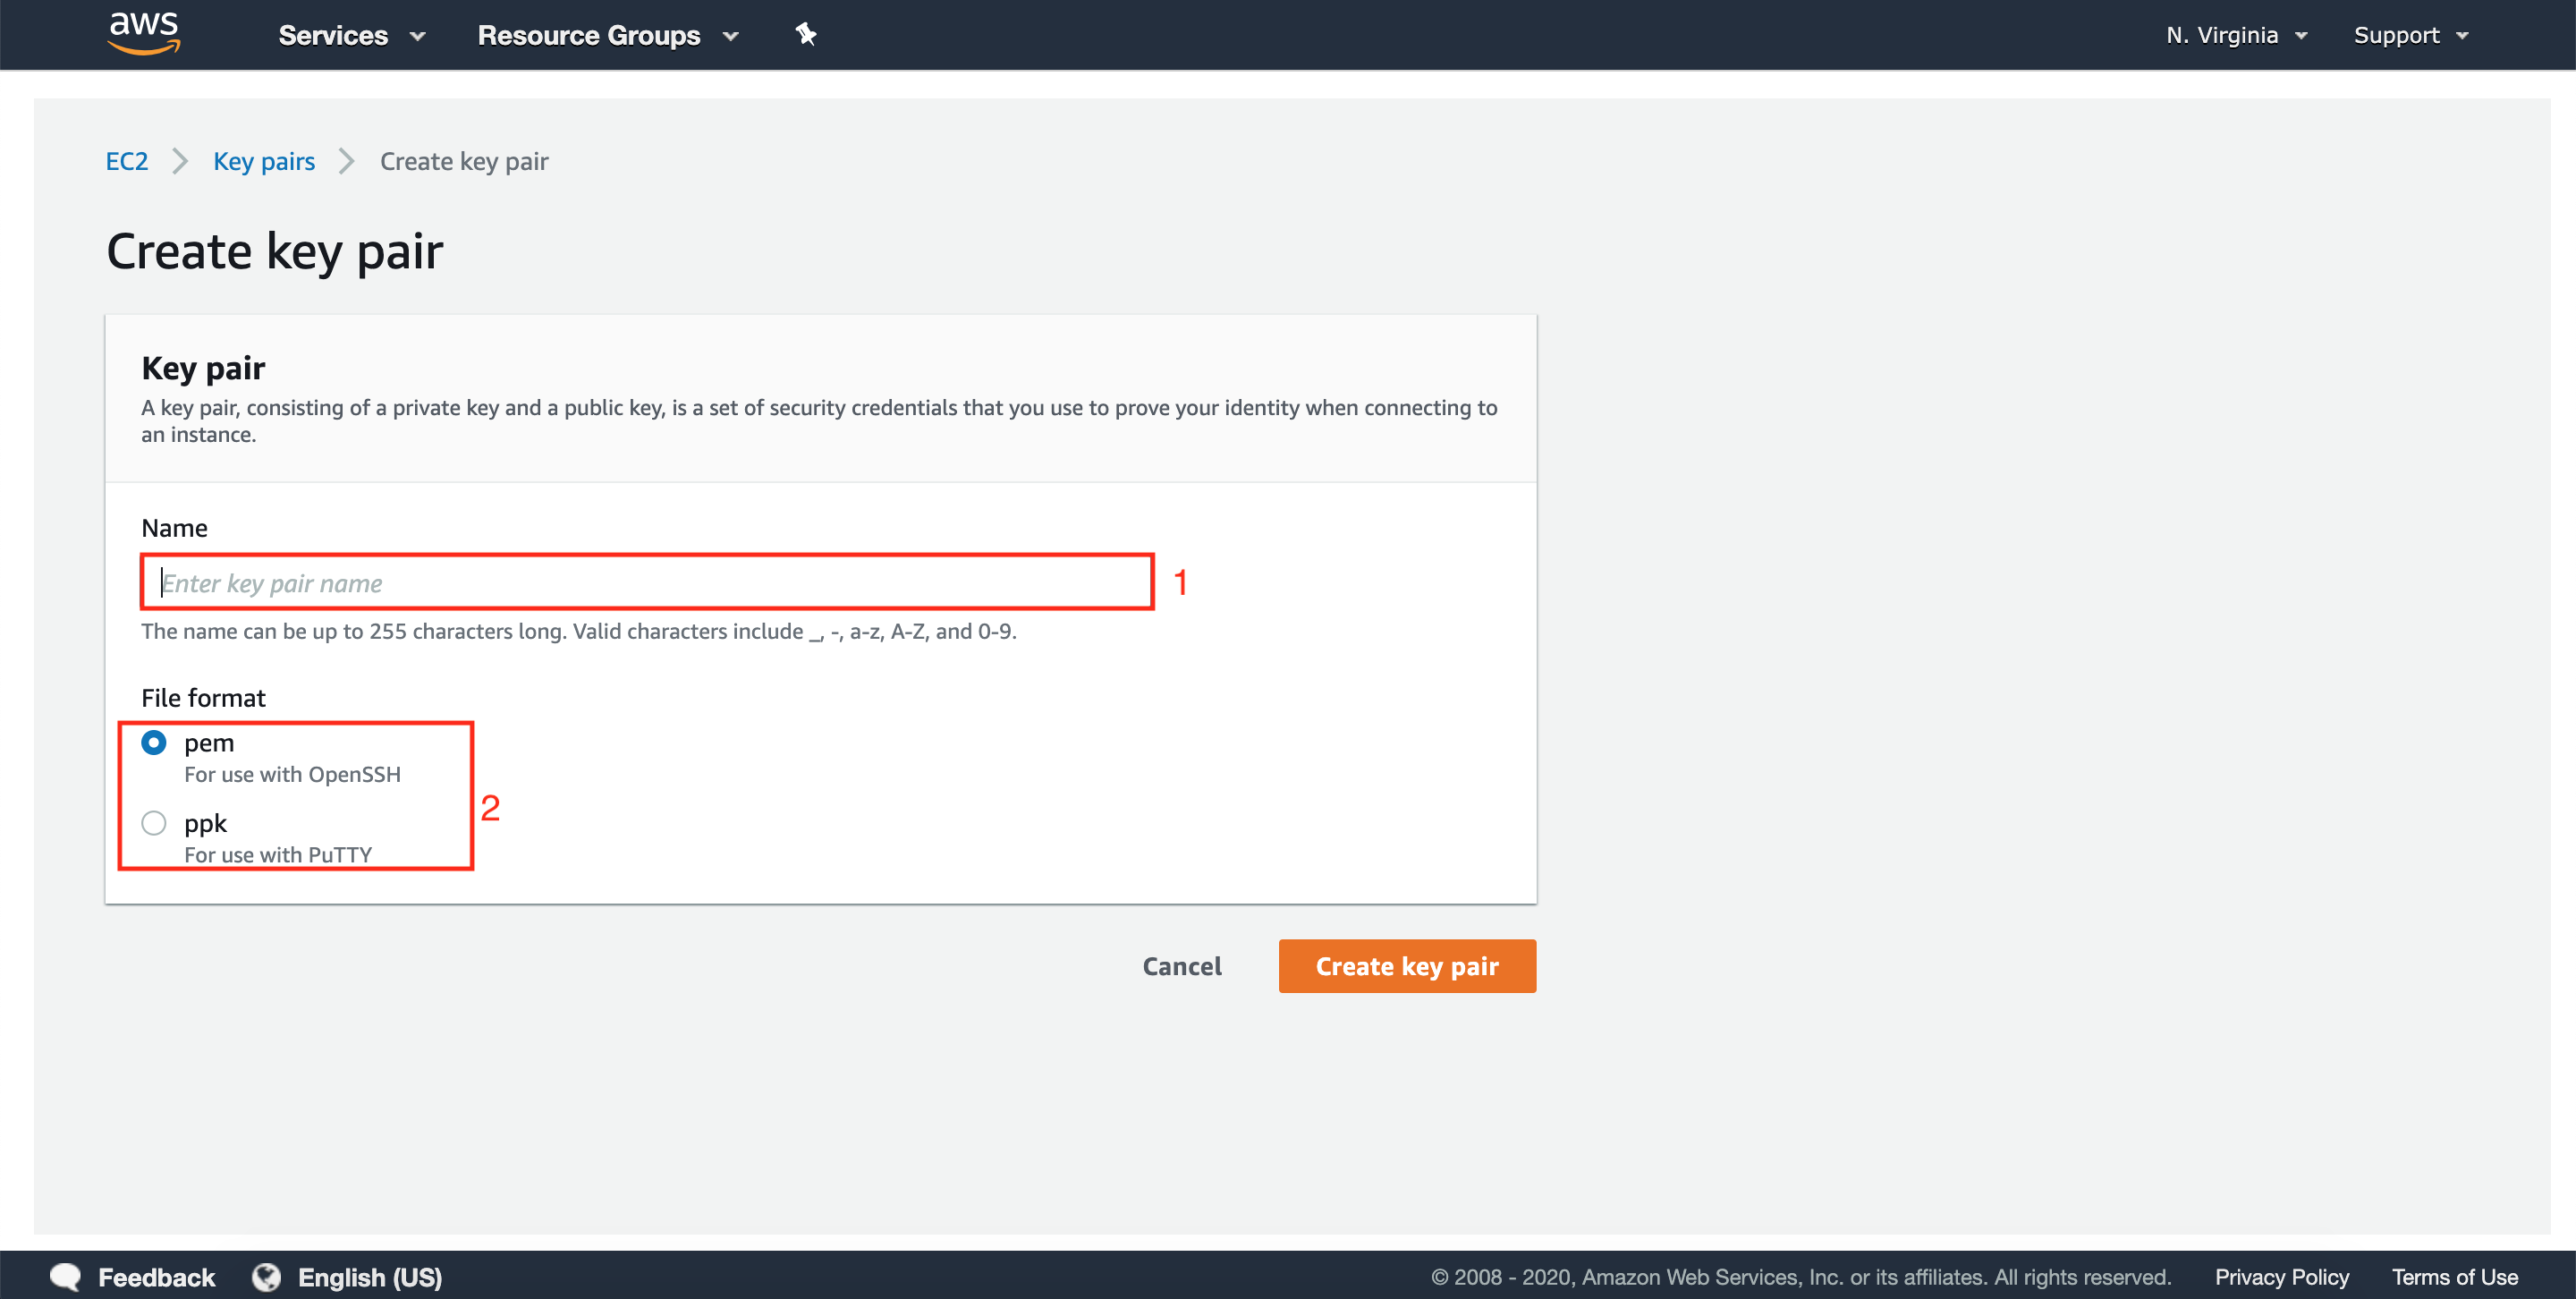 aws Services Resource Groups N. Virginia Support
EC2 Key pairs Create key pair
Create key pair
Key pair
A key pair, consisting of a private key and a public key, is a set of security credentials that you use to prove your identity when connecting to
an instance.
Name
Enter key pair name 1
The name can be up to 255 characters long. Valid characters include _, -, a-z, A-Z, and 0-9.
File format
pem
For use with OpenSSH
2
ppk
For use with PuTTY
Cancel Create key pair
Feedback English (US) © 2008 - 2020, Amazon Web Services, Inc. or its affiliates. All rights reserved. Privacy Policy Terms of Use